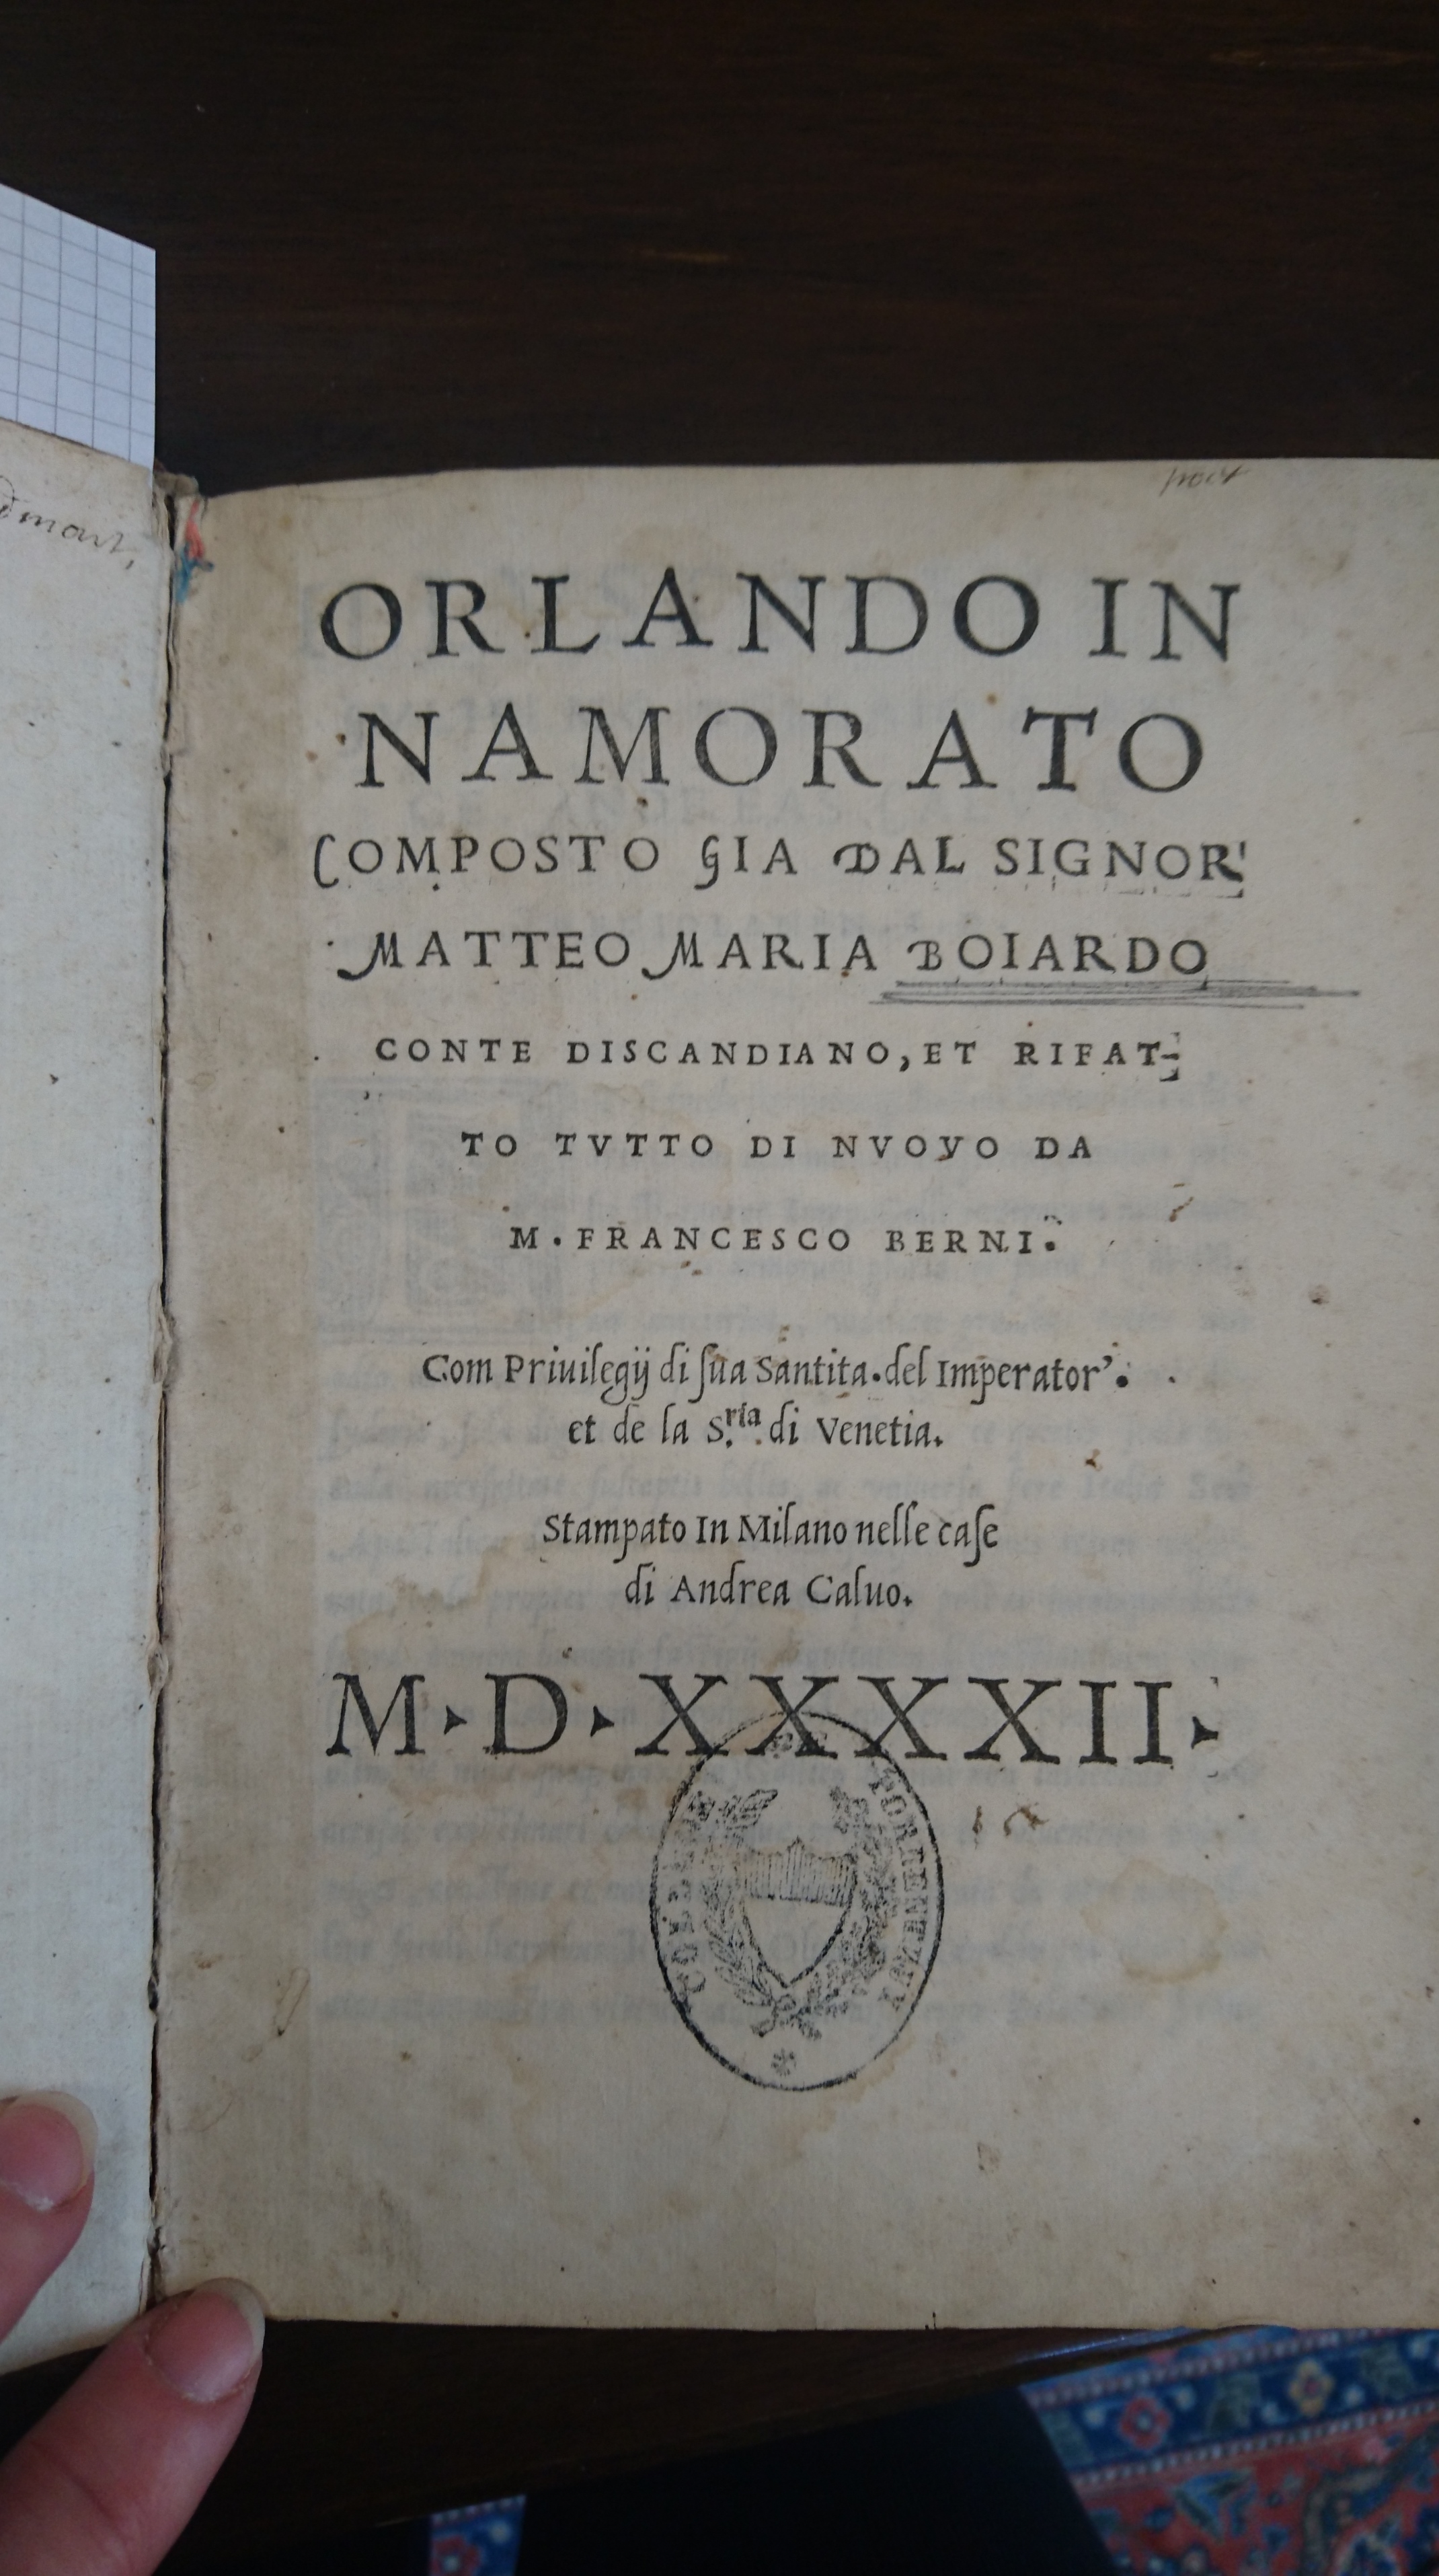 ORLANDO IN
NAMORATO
COMPOSTO GIA DAL SIGNOR'
MATTEO MARIA BOIARDO
CONTE DISCANDIANO, ET RIFAT-
TO TVTTO DI NVOVO DA
M. FRANCESCO BERNI.
Com Priuilegij di ſua Santita. del Imperator'.
et de la S.ria di Venetia.
Stampato In Milano nelle caſe
di Andrea Caluo.
M·D·XXXXII·